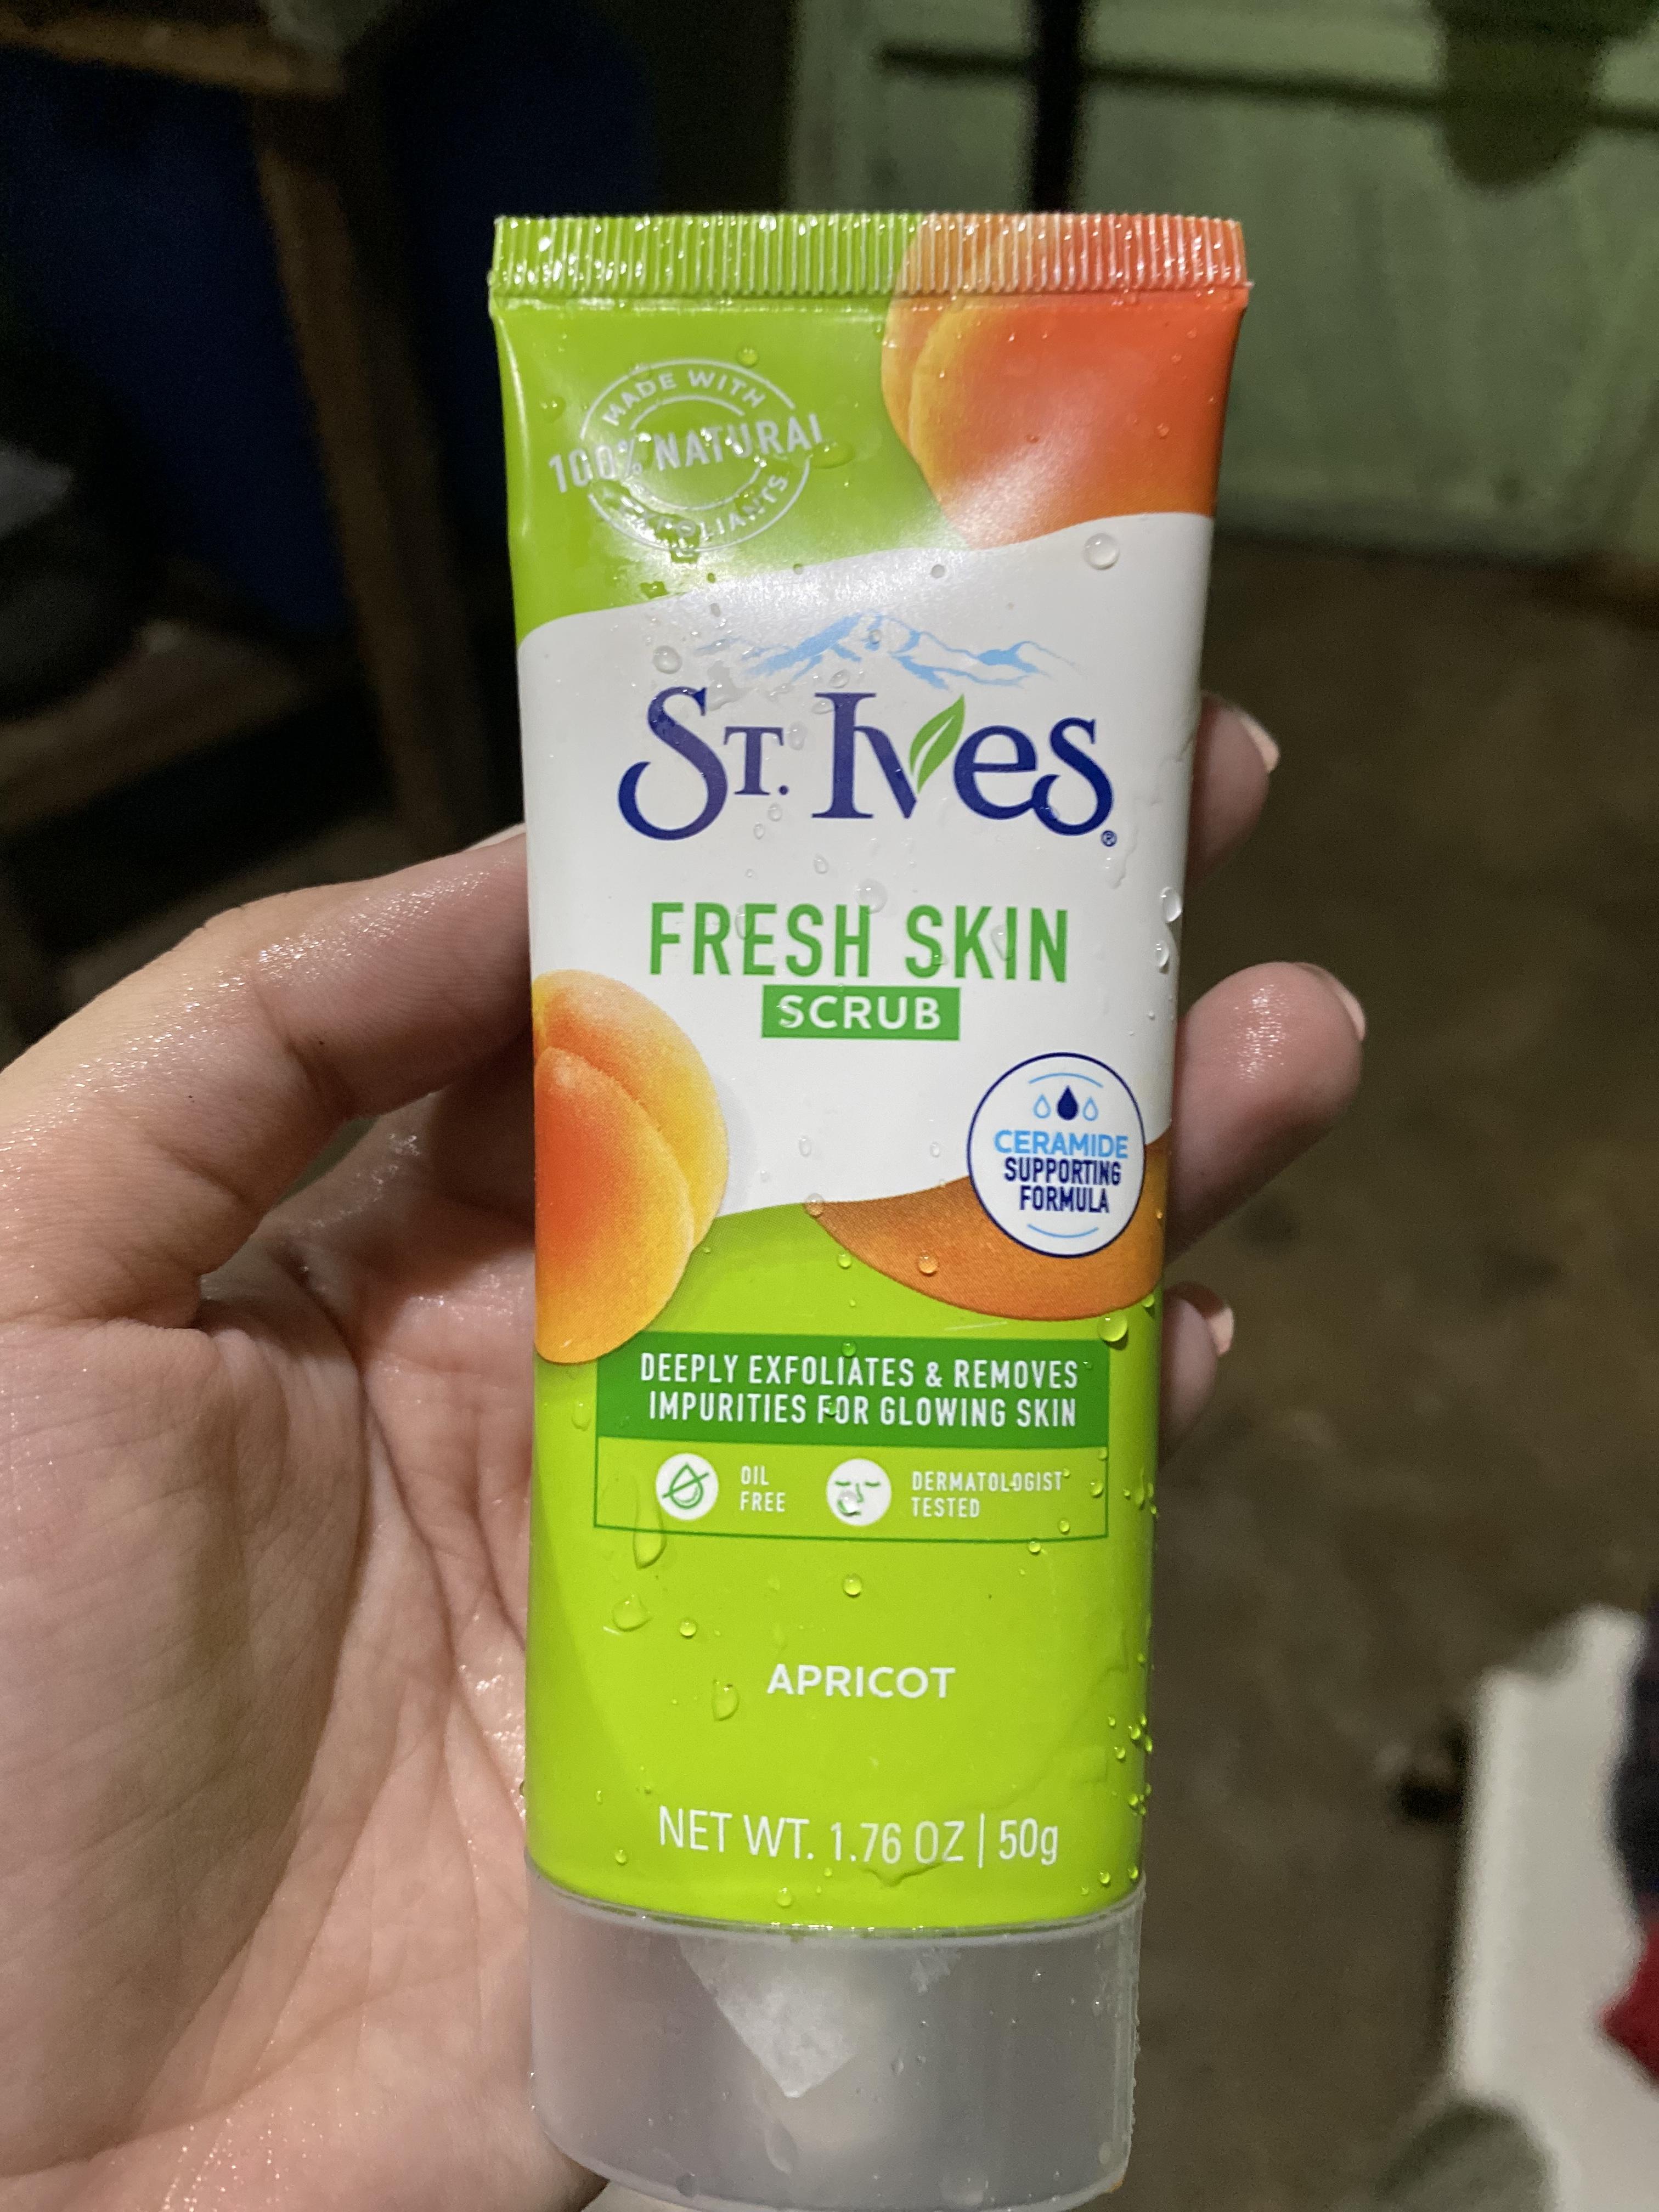 MADE WITH
100% NATURAL
EXFOLIANTS
ST. IVES®
FRESH SKIN
SCRUB
CERAMIDE
SUPPORTING
FORMULA
DEEPLY EXFOLIATES & REMOVES
IMPURITIES FOR GLOWING SKIN
OIL
FREE
DERMATOLOGIST
TESTED
APRICOT
NET WT. 1.76 OZ | 50g